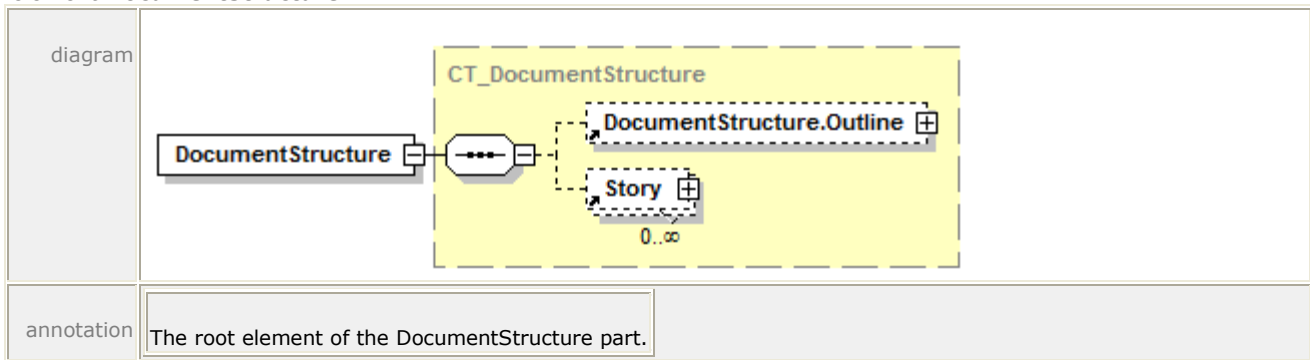 diagram
CT_DocumentStructure
DocumentStructure.Outline
DocumentStructure
Story
0..∞
annotation
The root element of the DocumentStructure part.